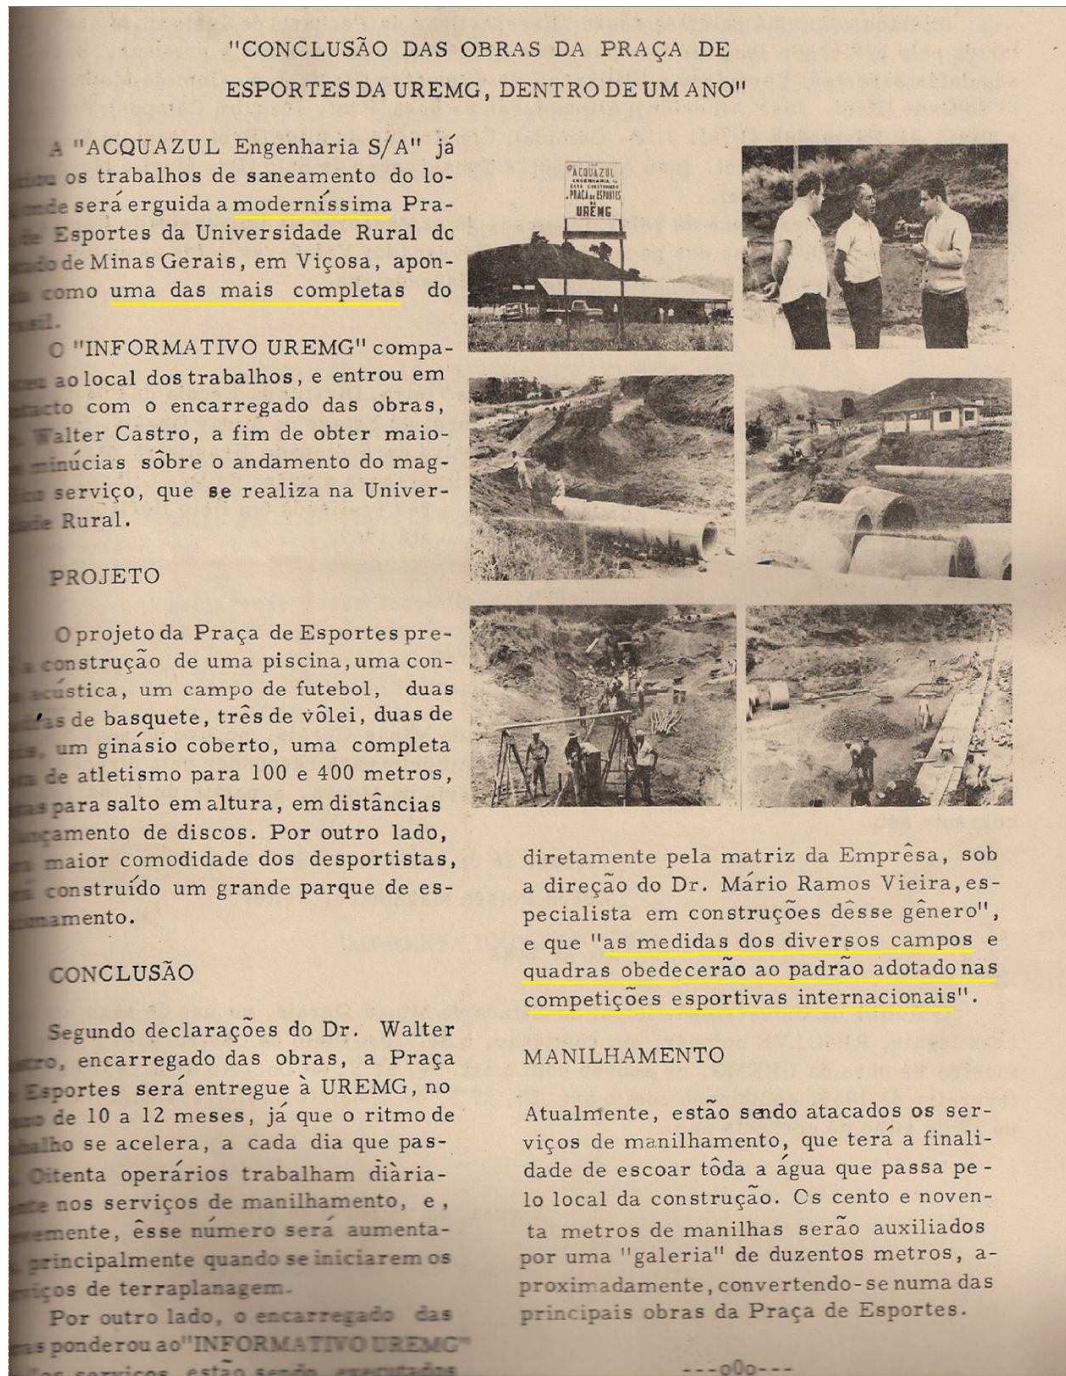 "CONCLUSÃO DAS OBRAS DA PRAÇA DE
ESPORTES DA UREMG, DENTRO DE UM ANO"
A "ACQUAZUL Engenharia S/A" já
os trabalhos de saneamento do lo-
será erguida a moderníssima Pra-
de Esportes da Universidade Rural do
de Minas Gerais, em Viçosa, apon-
como uma das mais completas do
O "INFORMATIVO UREMG" compa-
ao local dos trabalhos, e entrou em
com o encarregado das obras,
Walter Castro, a fim de obter maio-
minúcias sôbre o andamento do mag-
serviço, que se realiza na Univer-
Rural.
PROJETO
O projeto da Praça de Esportes pre-
construção de uma piscina, uma con-
acústica, um campo de futebol, duas
de basquete, três de vôlei, duas de
um ginásio coberto, uma completa
de atletismo para 100 e 400 metros,
para salto em altura, em distâncias
de discos. Por outro lado,
maior comodidade dos desportistas,
construído um grande parque de es-
CONCLUSÃO
Segundo declarações do Dr. Walter
encarregado das obras, a Praça
Esportes será entregue à UREMG, no
de 10 a 12 meses, já que o ritmo de
se acelera, a cada dia que pas-
Oitenta operários trabalham diària-
nos serviços de manilhamento, e,
êsse número será aumenta-
principalmente quando se iniciarem os
de terraplanagem.
Por outro lado, o encarregado das
ponderou ao "INFORMATIVO UREMG"
serviços estão sendo executados
ACQUAZUL
ENGENHARIA
ESTÁ CONSTRUINDO
PRAÇA DE ESPORTES
DA
UREMG
diretamente pela matriz da Emprêsa, sob
a direção do Dr. Mário Ramos Vieira, es-
pecialista em construções dêsse gênero",
e que "as medidas dos diversos campos e
quadras obedecerão ao padrão adotado nas
competições esportivas internacionais".
MANILHAMENTO
Atualmente, estão sendo atacados os ser-
viços de manilhamento, que terá a finali-
dade de escoar tôda a água que passa pe-
lo local da construção. Os cento e noven-
ta metros de manilhas serão auxiliados
por uma "galeria" de duzentos metros, a-
proximadamente, convertendo-se numa das
principais obras da Praça de Esportes.
---o0o---